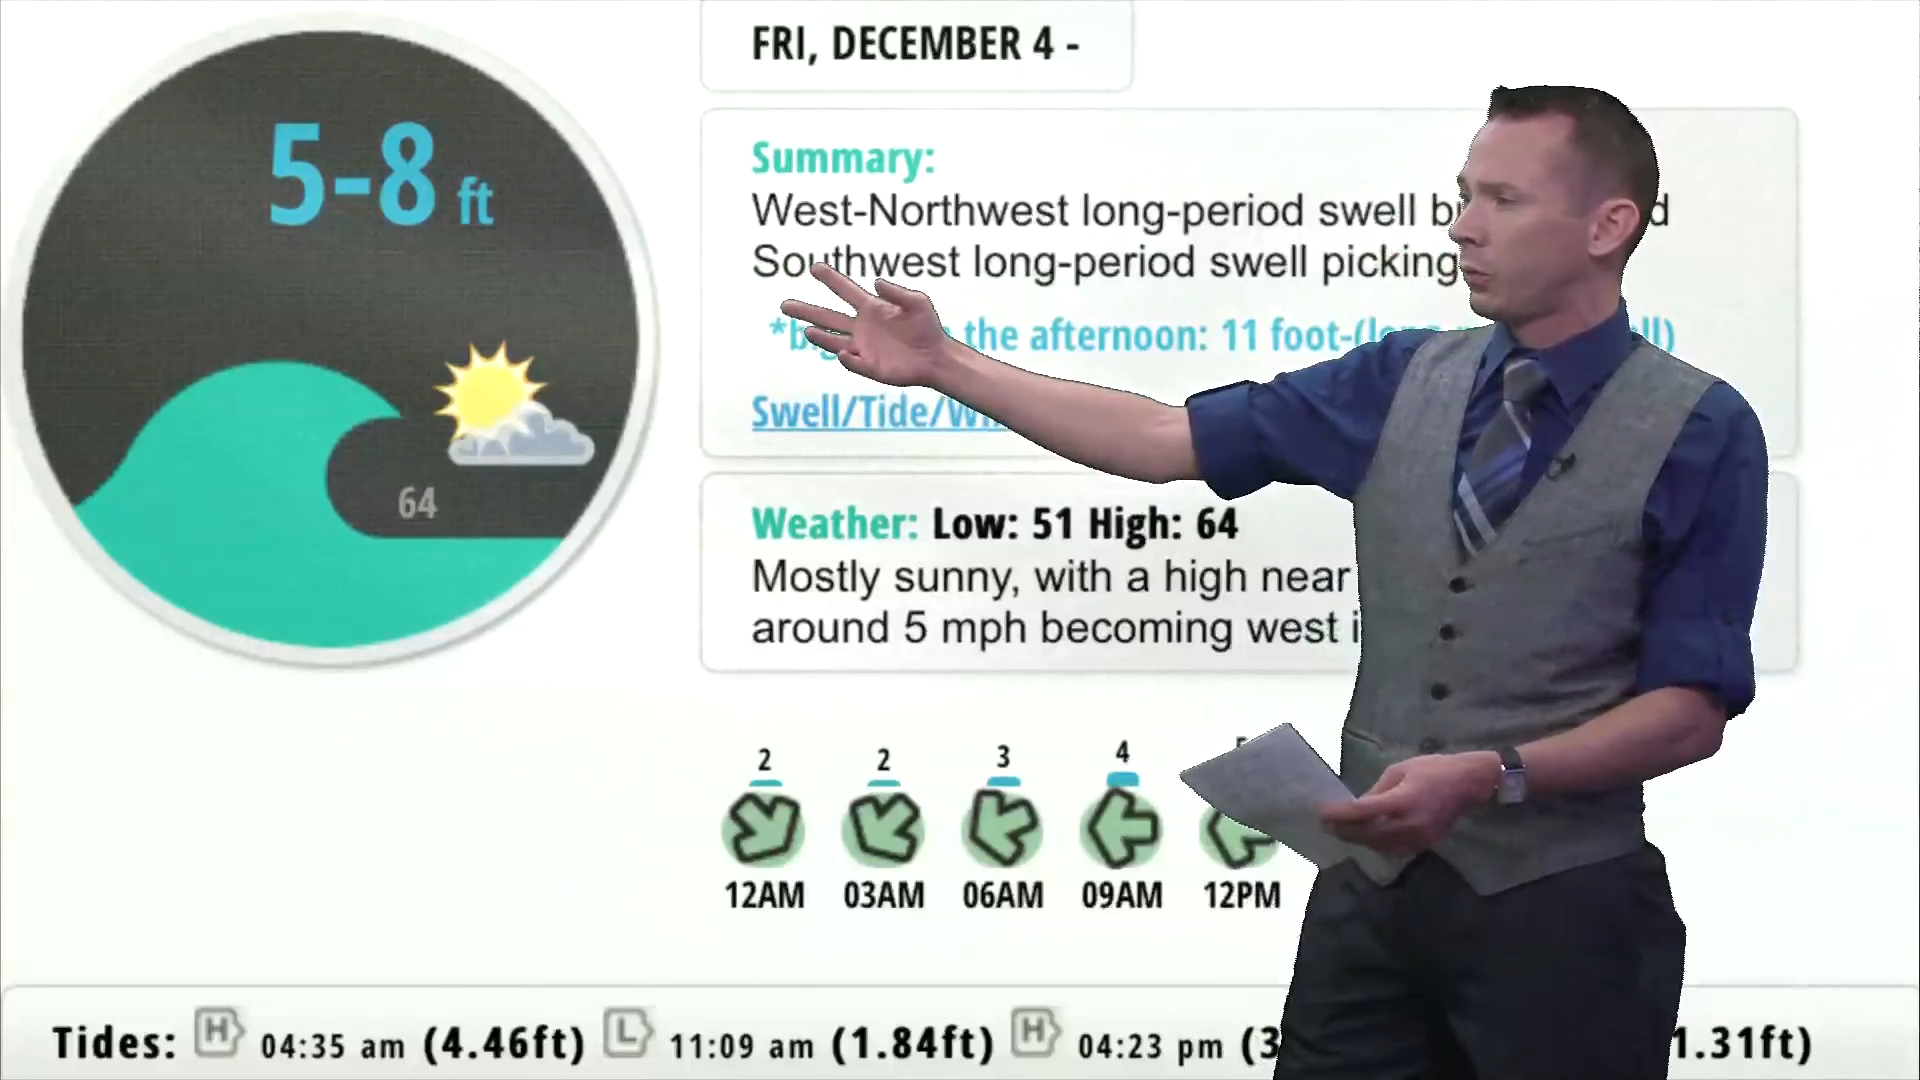 5-8 ft
64
FRI, DECEMBER 4 -
Summary:
West-Northwest long-period swell
Southwest long-period swell picking
the afternoon: 11 foot
Swell/Tide/
Weather: Low: 51 High: 64
Mostly sunny, with a high near
around 5 mph becoming west
2 2 3 4
12AM 03AM 06AM 09AM 12PM
Tides: H 04:35 am (4.46ft) L 11:09 am (1.84ft) H 04:23 pm 1.31ft)